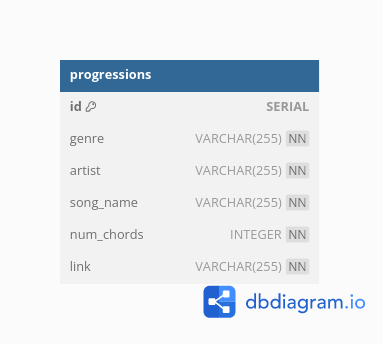 progressions
id SERIAL
genre VARCHAR(255) NN
artist VARCHAR(255) NN
song_name VARCHAR(255) NN
num_chords INTEGER NN
link VARCHAR(255) NN
dbdiagram.io